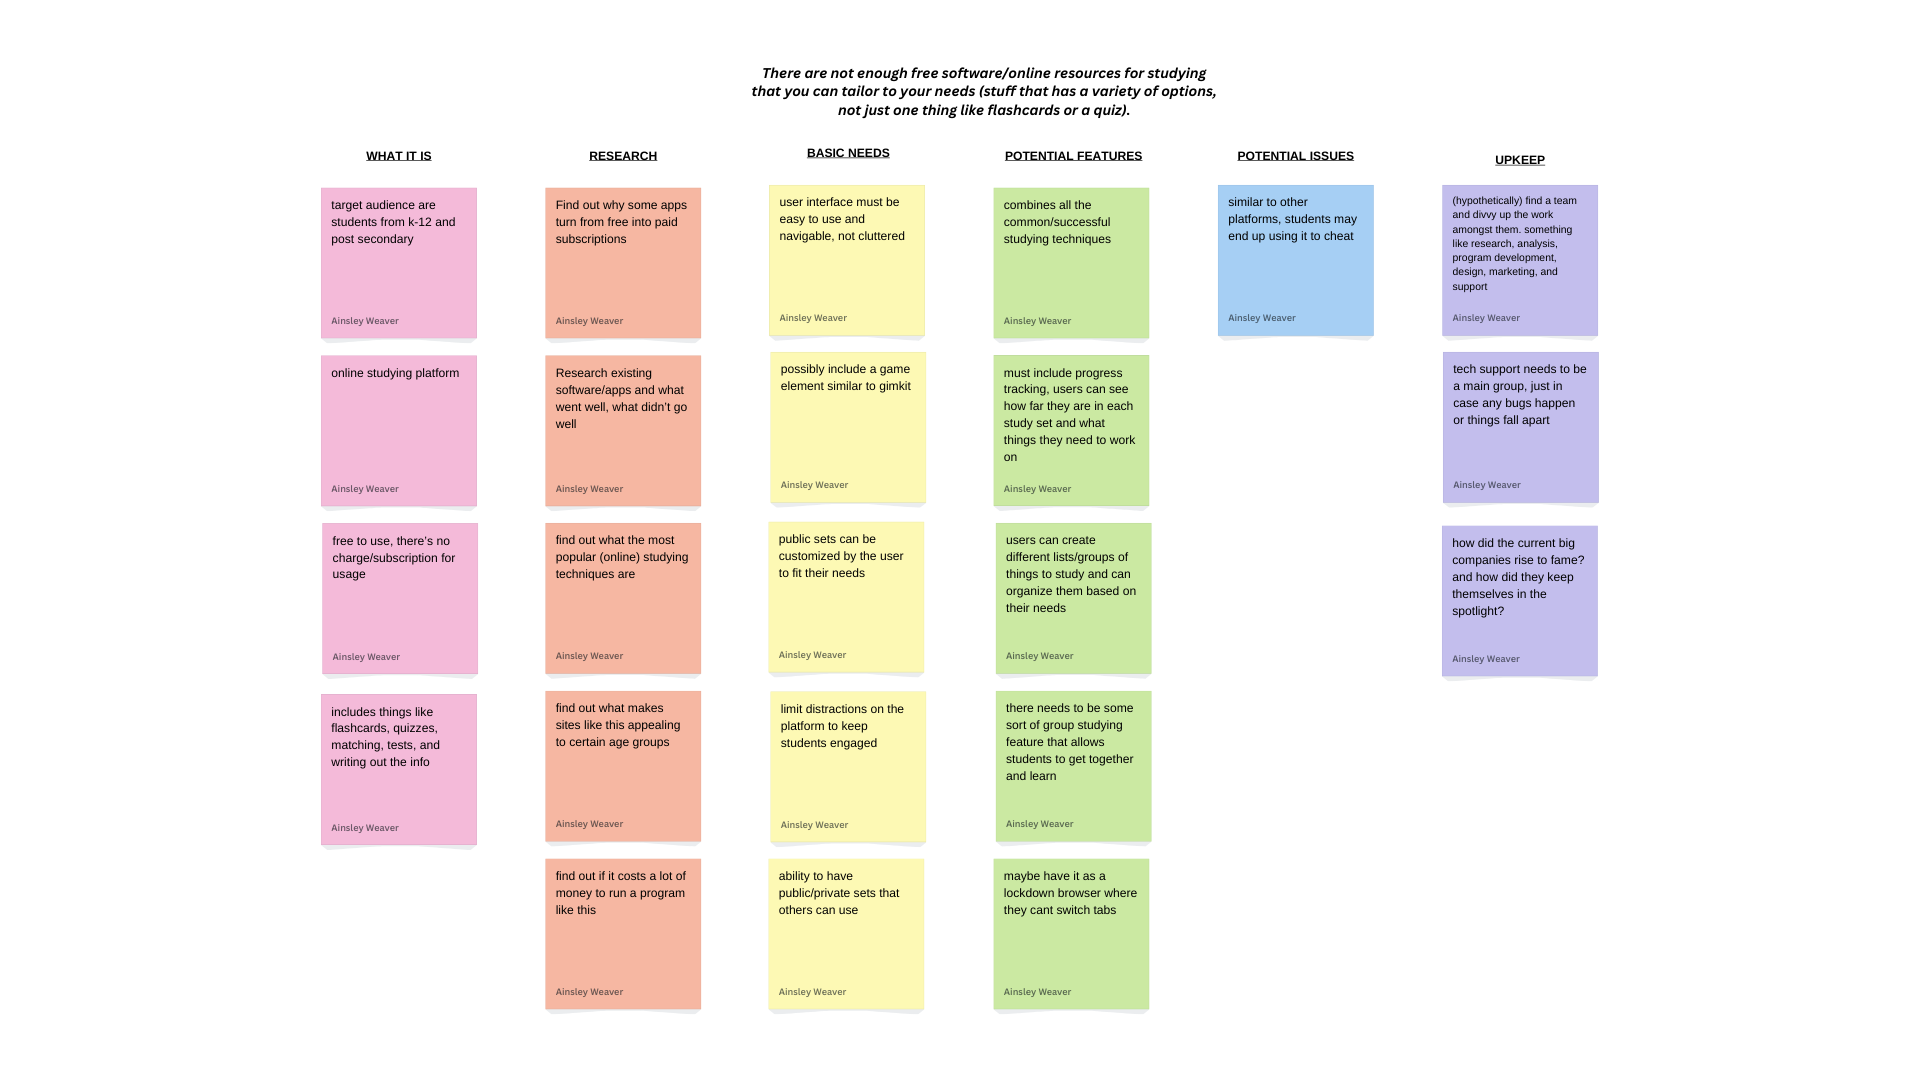 There are not enough free software/online resources for studying
that you can tailor to your needs (stuff that has a variety of options,
not just one thing like flashcards or a quiz).
WHAT IT IS
target audience are
students from k-12 and
post secondary
Ainsley Weaver
online studying platform
Ainsley Weaver
free to use, there's no
charge/subscription for
usage
Ainsley Weaver
includes things like
flashcards, quizzes,
matching, tests, and
writing out the info
Ainsley Weaver
RESEARCH
Find out why some apps
turn from free into paid
subscriptions
Ainsley Weaver
Research existing
software/apps and what
went well, what didn't go
well
Ainsley Weaver
find out what the most
popular (online) studying
techniques are
Ainsley Weaver
find out what makes
sites like this appealing
to certain age groups
Ainsley Weaver
find out if it costs a lot of
money to run a program
like this
Ainsley Weaver
BASIC NEEDS
user interface must be
easy to use and
navigable, not cluttered
Ainsley Weaver
possibly include a game
element similar to gimkit
Ainsley Weaver
public sets can be
customized by the user
to fit their needs
Ainsley Weaver
limit distractions on the
platform to keep
students engaged
Ainsley Weaver
ability to have
public/private sets that
others can use
Ainsley Weaver
POTENTIAL FEATURES
combines all the
common/successful
studying techniques
Ainsley Weaver
must include progress
tracking, users can see
how far they are in each
study set and what
things they need to work
on
Ainsley Weaver
users can create
different lists/groups of
things to study and can
organize them based on
their needs
Ainsley Weaver
there needs to be some
sort of group studying
feature that allows
students to get together
and learn
Ainsley Weaver
maybe have it as a
lockdown browser where
they cant switch tabs
Ainsley Weaver
POTENTIAL ISSUES
similar to other
platforms, students may
end up using it to cheat
Ainsley Weaver
UPKEEP
(hypothetically) find a team
and divvy up the work
amongst them. something
like research, analysis,
program development,
design, marketing, and
support
Ainsley Weaver
tech support needs to be
a main group, just in
case any bugs happen
or things fall apart
Ainsley Weaver
how did the current big
companies rise to fame?
and how did they keep
themselves in the
spotlight?
Ainsley Weaver